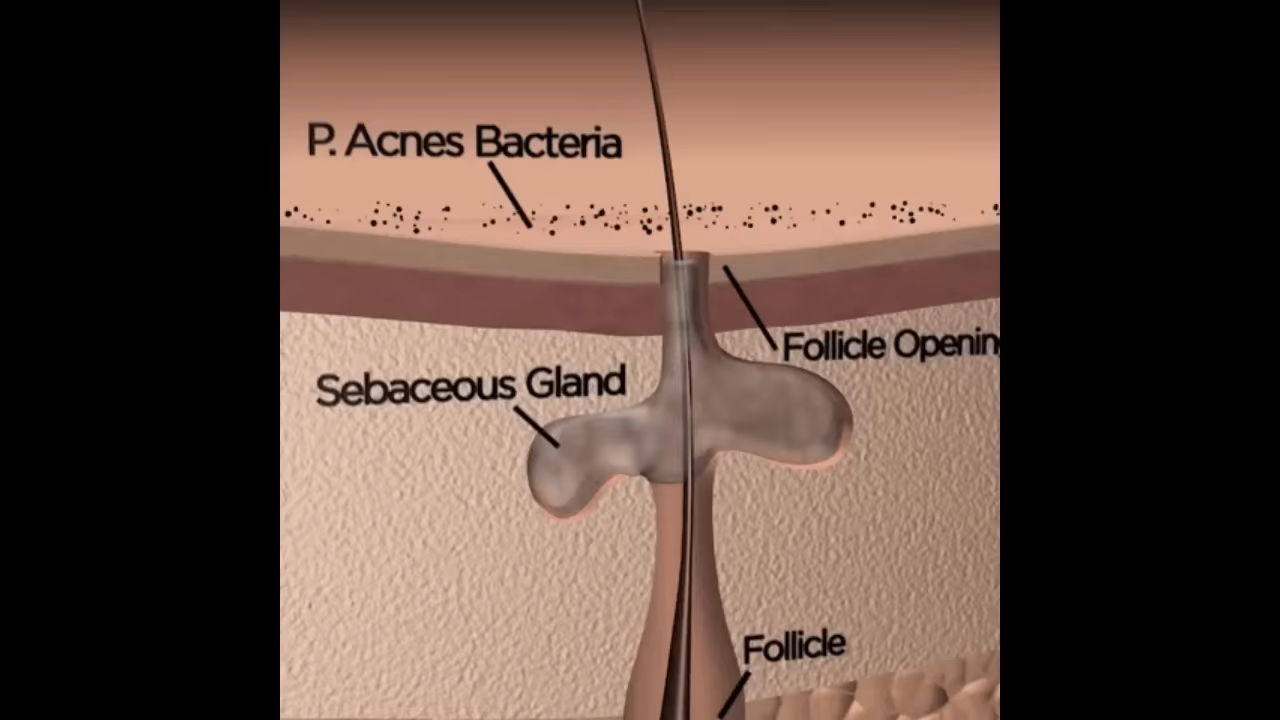 P. Acnes Bacteria
Follicle Openin
Sebaceous Gland
Follicle